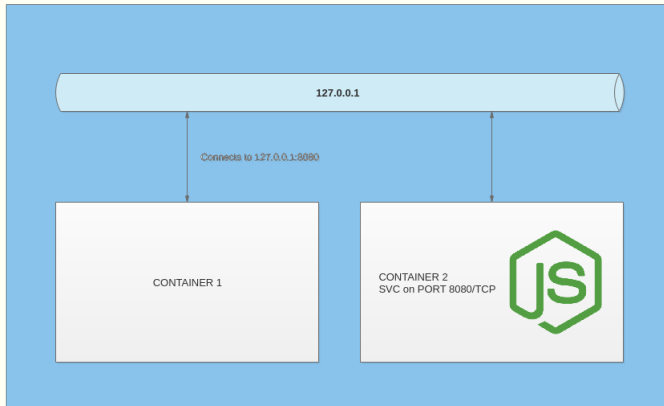 127.0.0.1
Connects to 127.0.0.1:8080
CONTAINER 1
CONTAINER 2
SVC on PORT 8080/TCP
JS